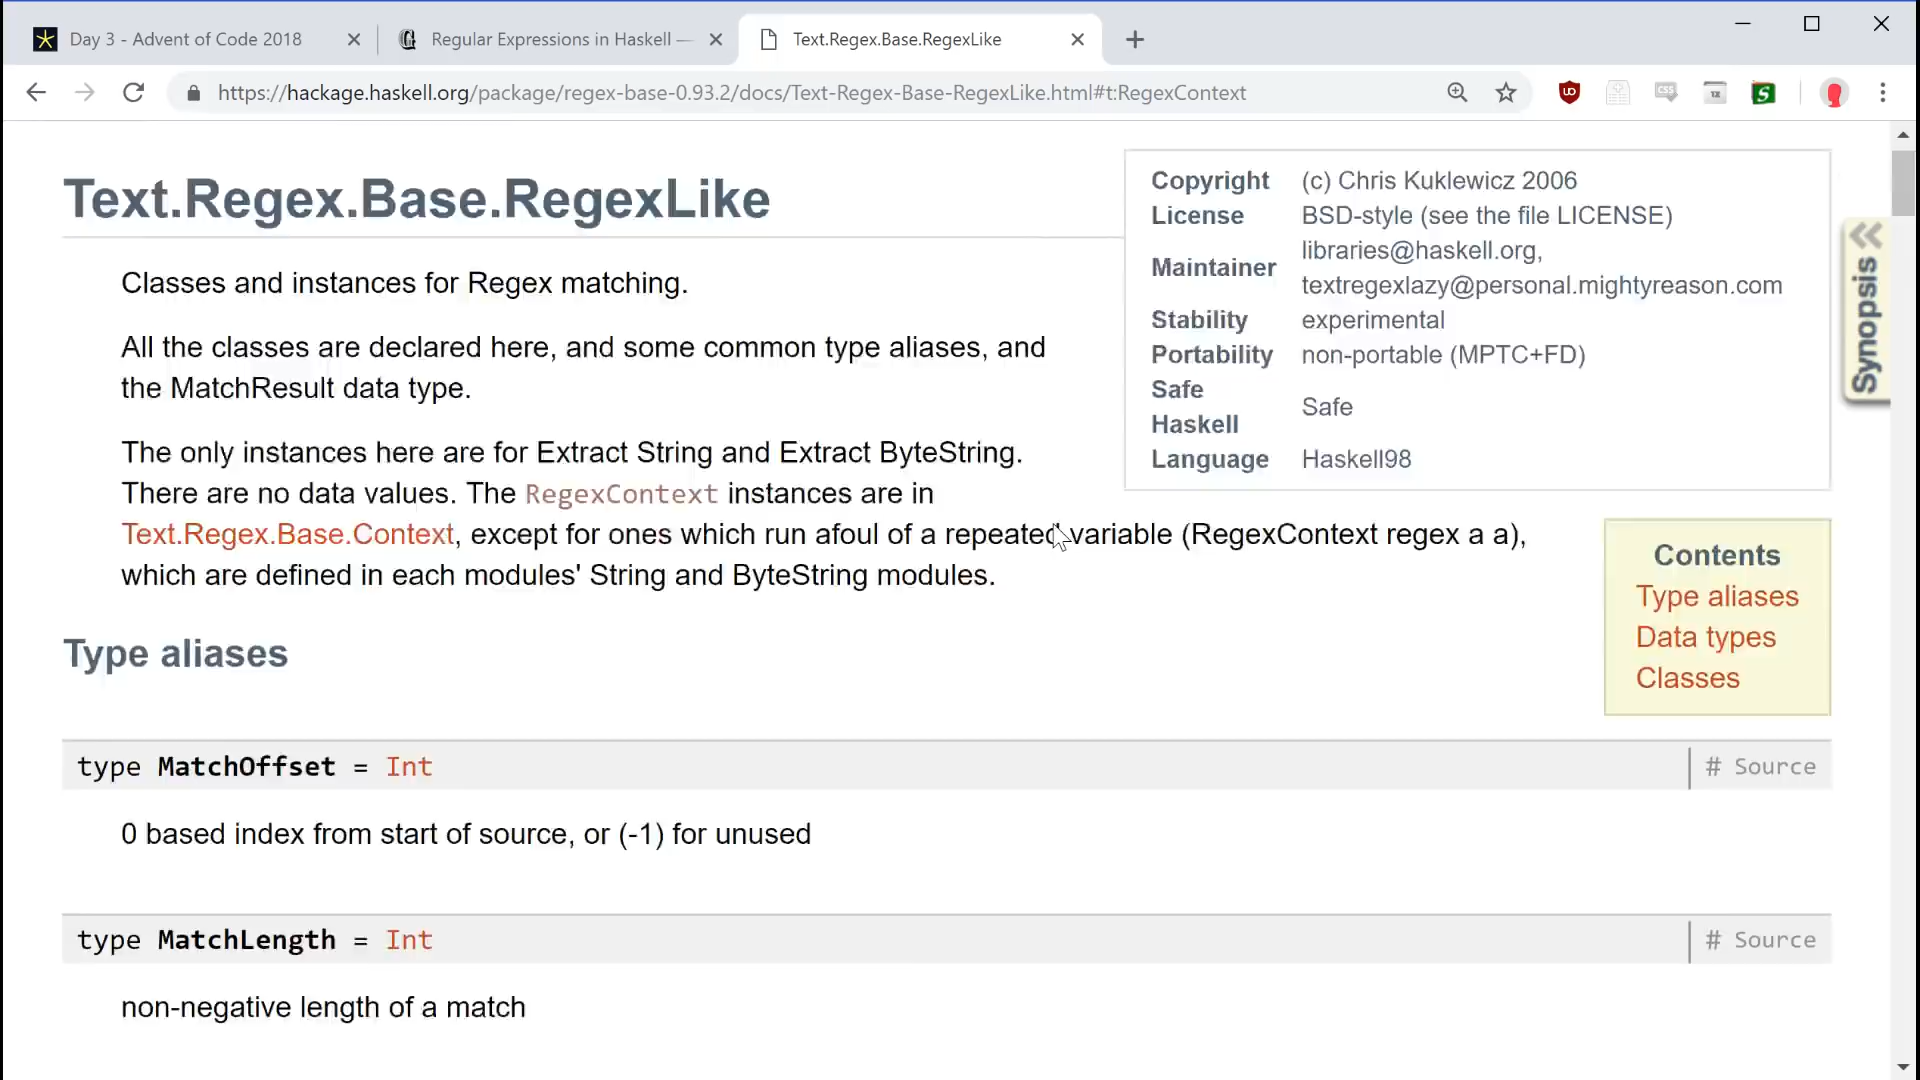 Day 3 - Advent of Code 2018
Regular Expressions in Haskell —
Text.Regex.Base.RegexLike
https://hackage.haskell.org/package/regex-base-0.93.2/docs/Text-Regex-Base-RegexLike.html#t:RegexContext
Text.Regex.Base.RegexLike
Copyright (c) Chris Kuklewicz 2006
License BSD-style (see the file LICENSE)
Maintainer libraries@haskell.org,
textregexlazy@personal.mightyreason.com
Stability experimental
Portability non-portable (MPTC+FD)
Safe Haskell Safe
Language Haskell98
Synopsis
Classes and instances for Regex matching.
All the classes are declared here, and some common type aliases, and
the MatchResult data type.
The only instances here are for Extract String and Extract ByteString.
There are no data values. The RegexContext instances are in
Text.Regex.Base.Context, except for ones which run afoul of a repeated variable (RegexContext regex a a),
which are defined in each modules' String and ByteString modules.
Contents
Type aliases
Data types
Classes
Type aliases
type MatchOffset = Int # Source
0 based index from start of source, or (-1) for unused
type MatchLength = Int # Source
non-negative length of a match